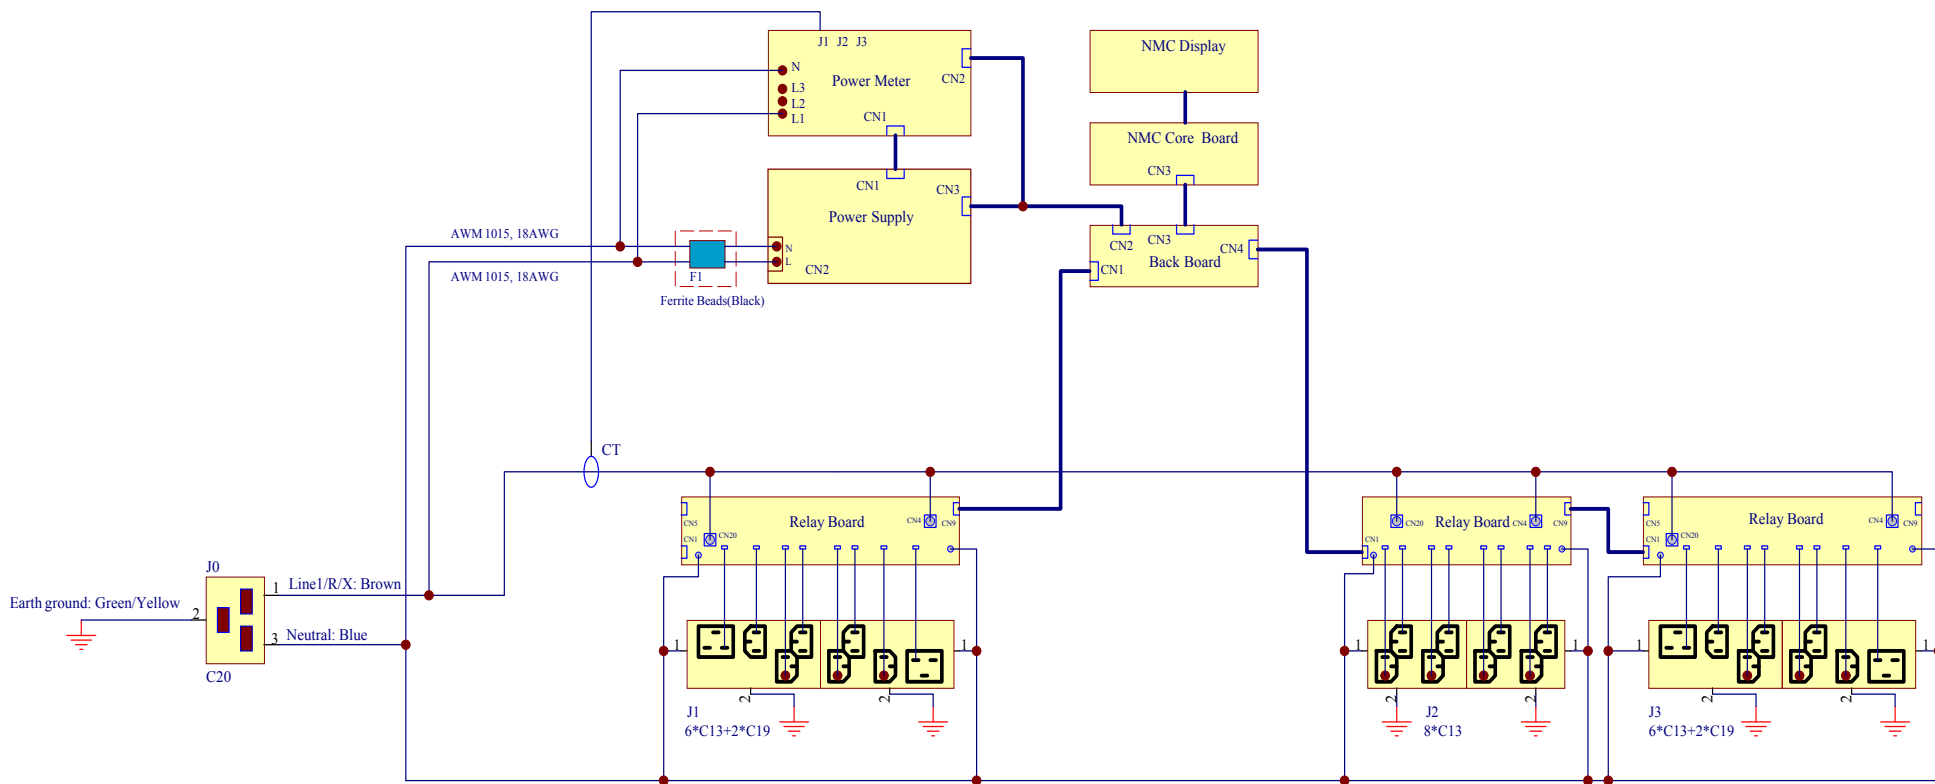 J1 J2 J3
N
L3
L2
L1
Power Meter
CN2
CN1
NMC Display
NMC Core Board
CN3
CN1
CN3
Power Supply
N
L
CN2
AWM 1015, 18AWG
AWM 1015, 18AWG
F1
Ferrite Beads(Black)
CN2
CN3
CN4
CN1
Back Board
CT
CN5
CN1
CN20
Relay Board
CN4
CN9
CN20
Relay Board
CN4
CN9
CN1
CN5
CN1
CN20
Relay Board
CN4
CN9
J0
1
Line1/R/X: Brown
Earth ground: Green/Yellow
2
3
Neutral: Blue
C20
1
1
2
2
J1
6*C13+2*C19
1
1
2
2
J2
8*C13
1
1
2
2
J3
6*C13+2*C19